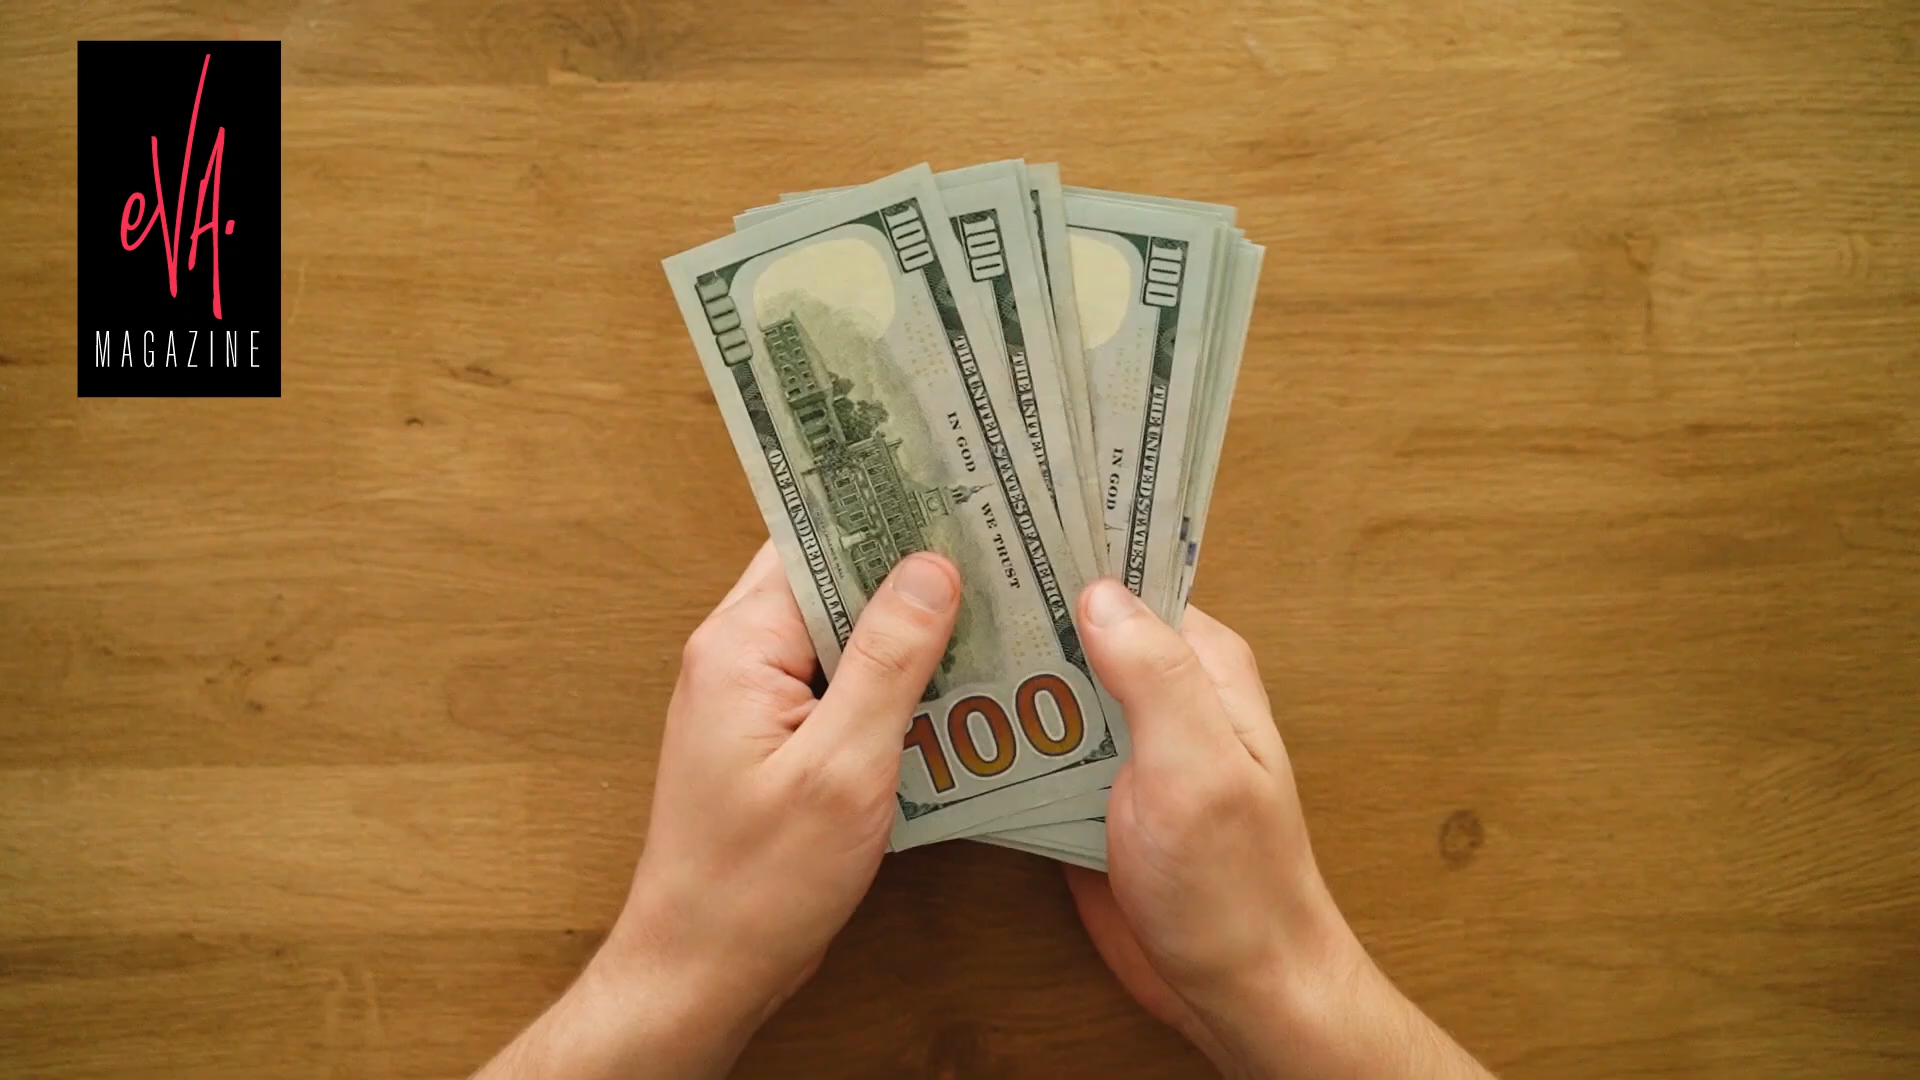 eVA.
MAGAZINE
100
100
100
100
THE UNITED STATES OF AMERICA
IN GOD WE TRUST
ONE HUNDRED DOLLARS
100
THE UNITED
IN GOD
THE UNITED STATES OF